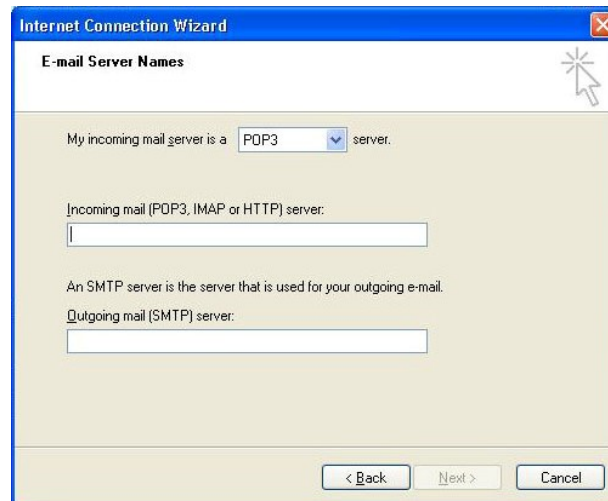 Internet Connection Wizard
E-mail Server Names
My incoming mail server is a POP3 server.
Incoming mail (POP3, IMAP or HTTP) server:
An SMTP server is the server that is used for your outgoing e-mail.
Outgoing mail (SMTP) server:
< Back Next > Cancel